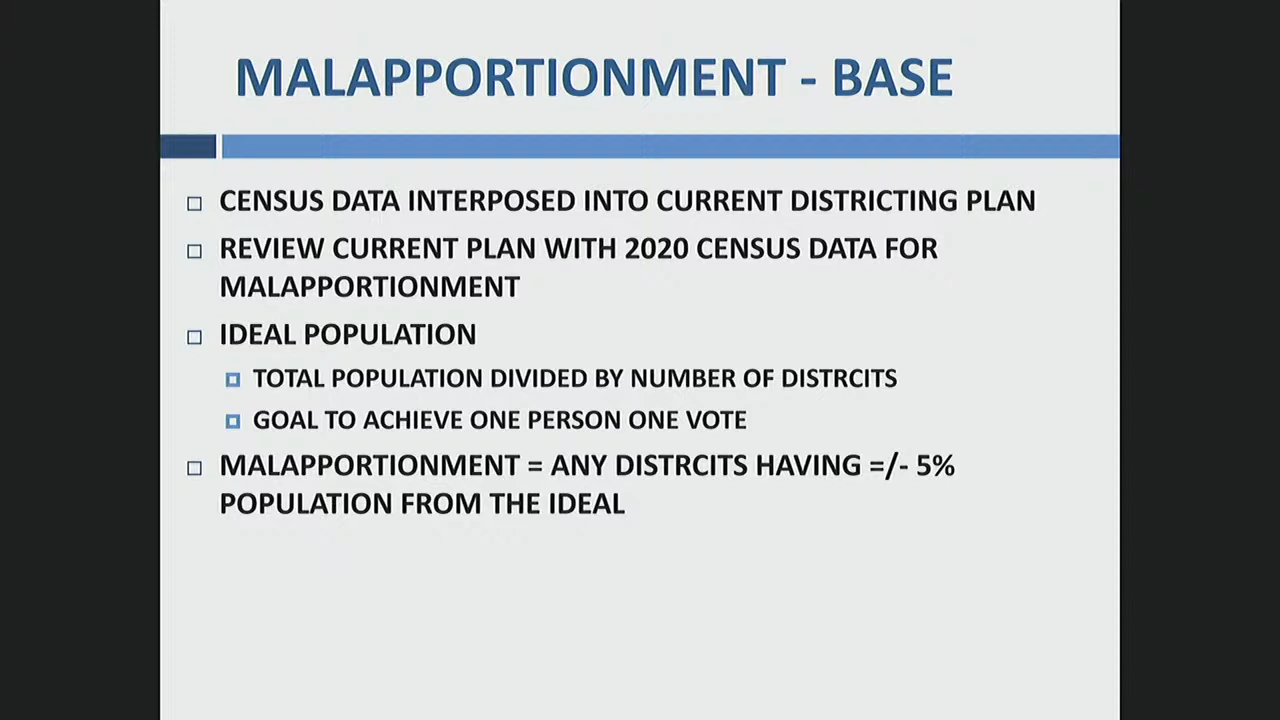 MALAPPORTIONMENT - BASE
CENSUS DATA INTERPOSED INTO CURRENT DISTRICTING PLAN
REVIEW CURRENT PLAN WITH 2020 CENSUS DATA FOR
MALAPPORTIONMENT
IDEAL POPULATION
TOTAL POPULATION DIVIDED BY NUMBER OF DISTRCITS
GOAL TO ACHIEVE ONE PERSON ONE VOTE
MALAPPORTIONMENT = ANY DISTRCITS HAVING =/- 5%
POPULATION FROM THE IDEAL